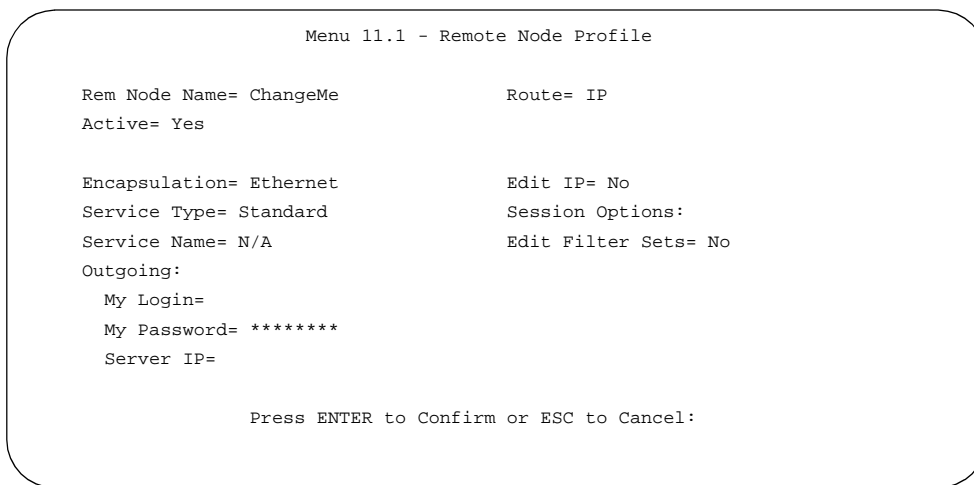 Menu 11.1 - Remote Node Profile
Rem Node Name= ChangeMe Route= IP
Active= Yes
Encapsulation= Ethernet Edit IP= No
Service Type= Standard Session Options:
Service Name= N/A Edit Filter Sets= No
Outgoing:
My Login=
My Password= ********
Server IP=
Press ENTER to Confirm or ESC to Cancel: